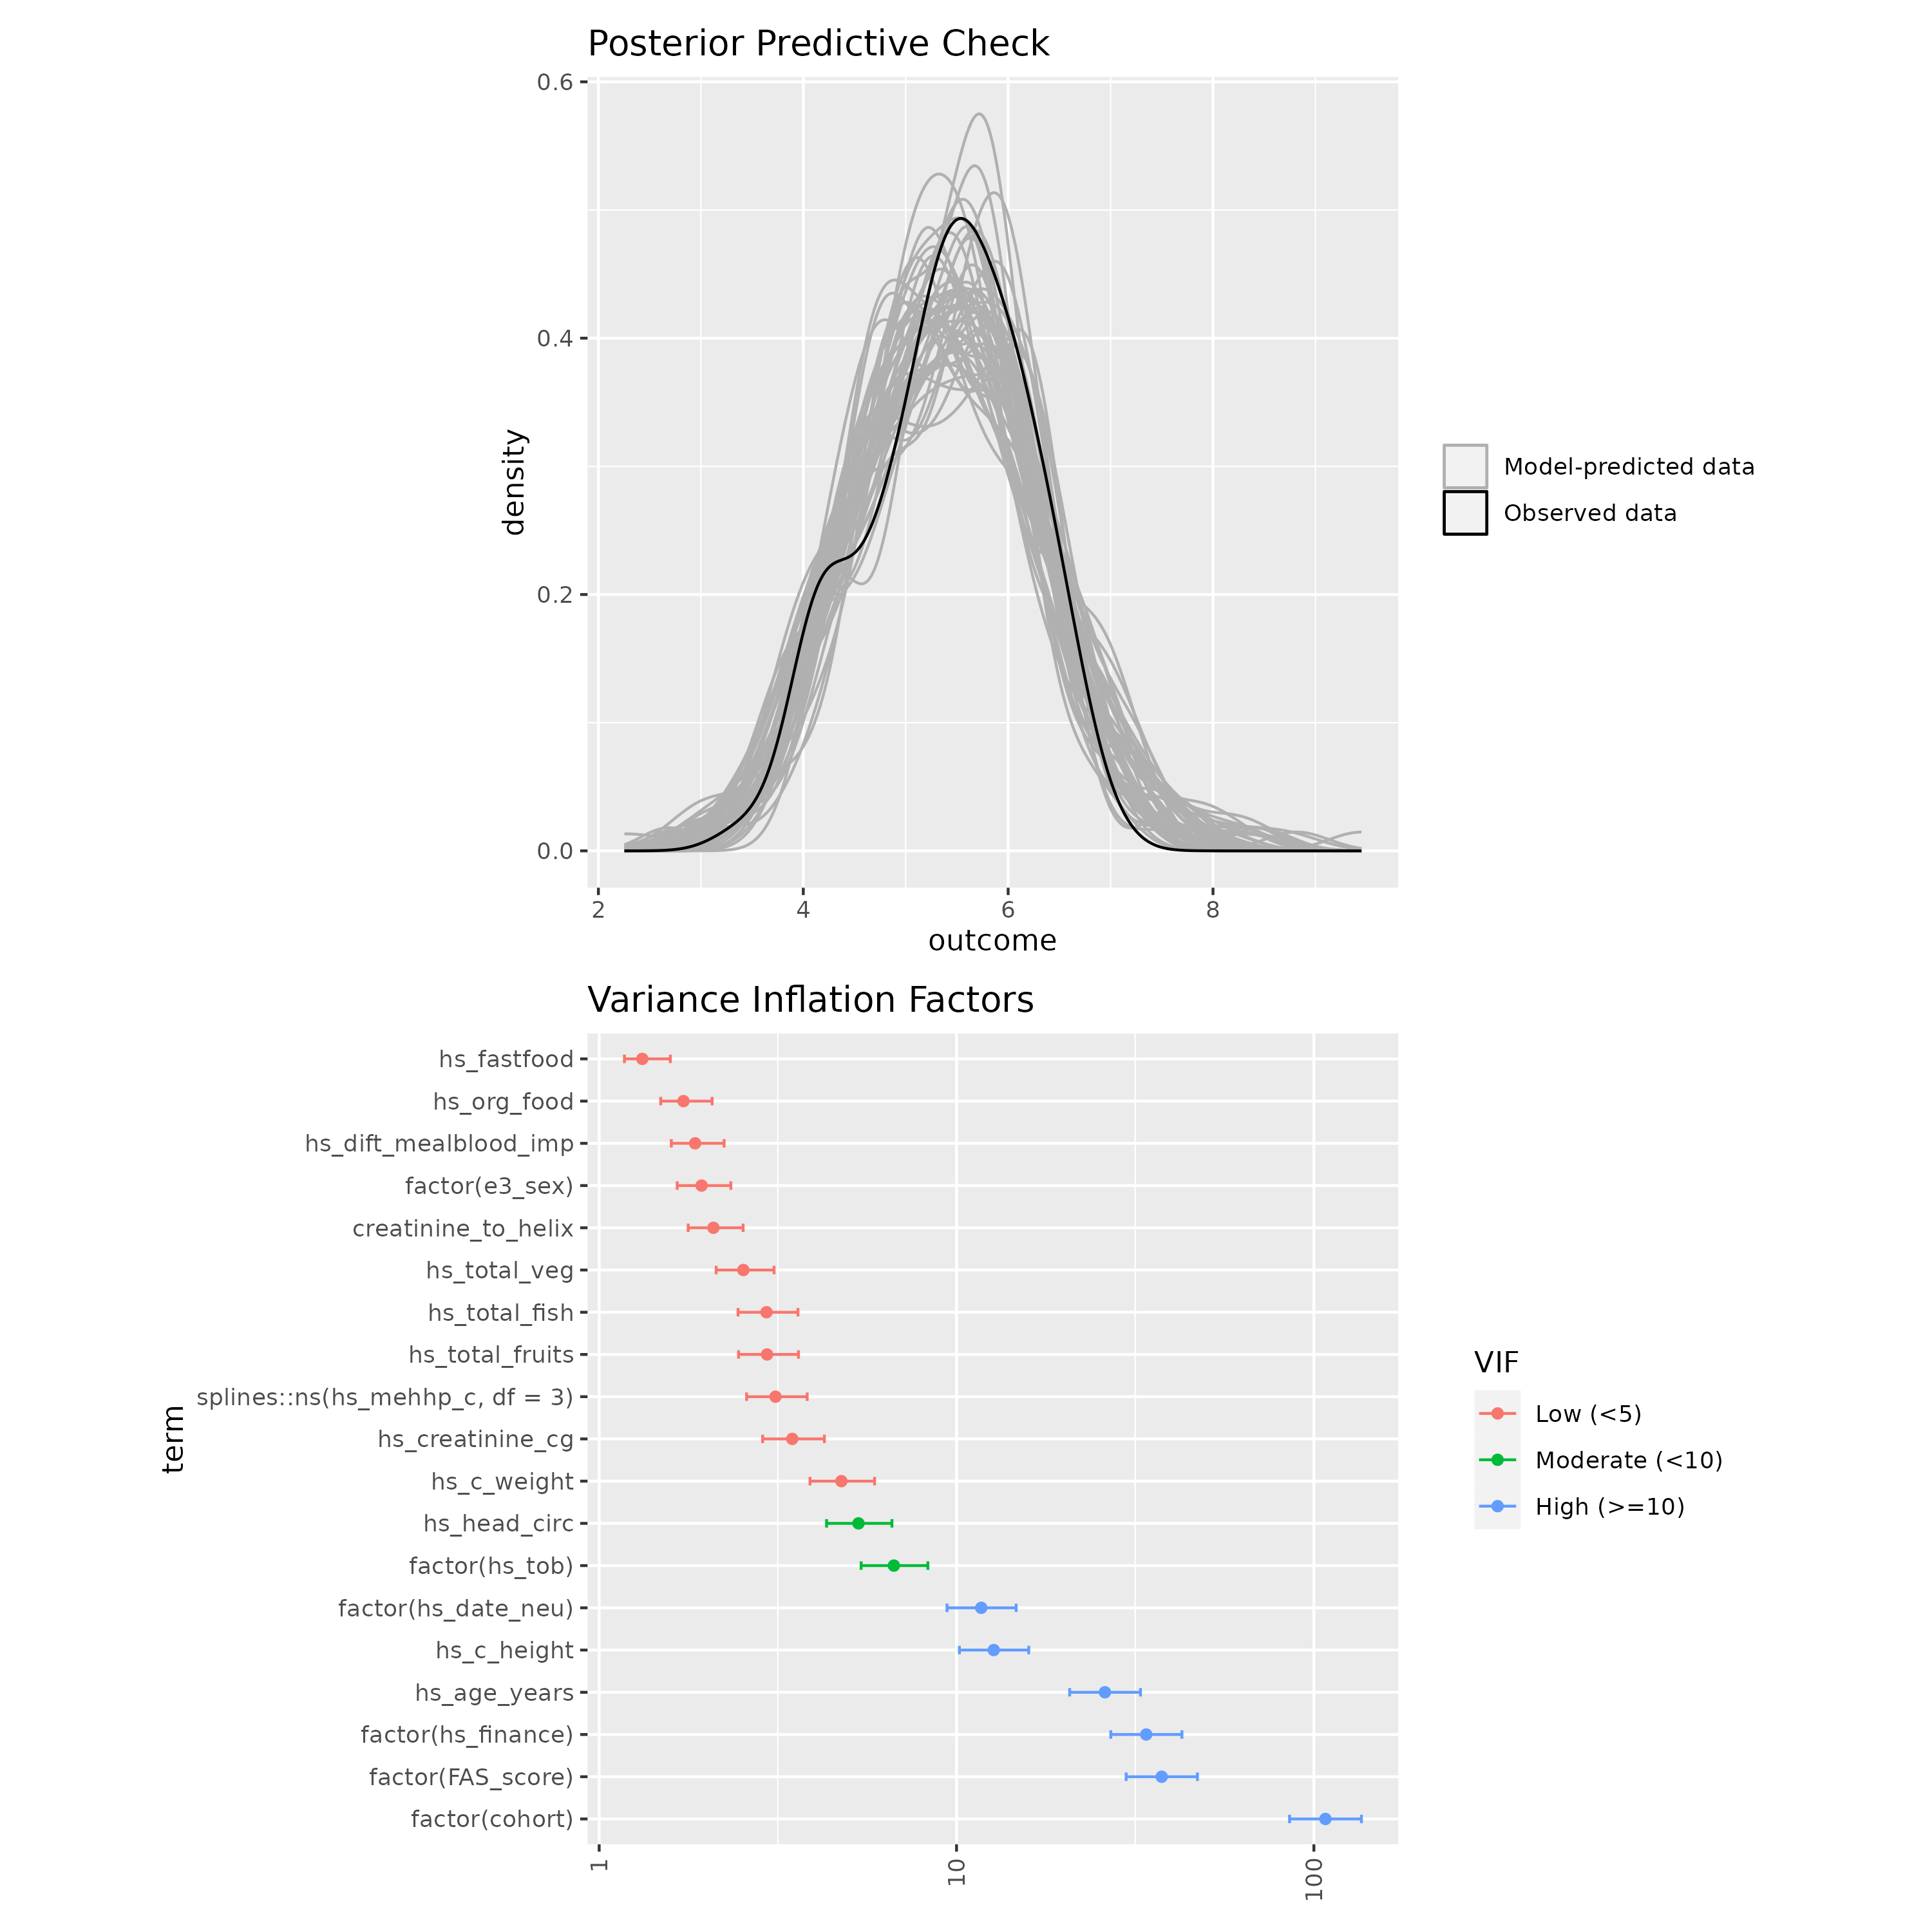 Posterior Predictive Check
0.6
0.4
0.2
0.0
density
2 4 6 8
outcome
Model-predicted data
Observed data
Variance Inflation Factors
hs_fastfood
hs_org_food
hs_dift_mealblood_imp
factor(e3_sex)
creatinine_to_helix
hs_total_veg
hs_total_fish
hs_total_fruits
splines::ns(hs_mehhp_c, df = 3)
hs_creatinine_cg
hs_c_weight
hs_head_circ
factor(hs_tob)
factor(hs_date_neu)
hs_c_height
hs_age_years
factor(hs_finance)
factor(FAS_score)
factor(cohort)
term
1 10 100
VIF
Low (<5)
Moderate (<10)
High (>=10)